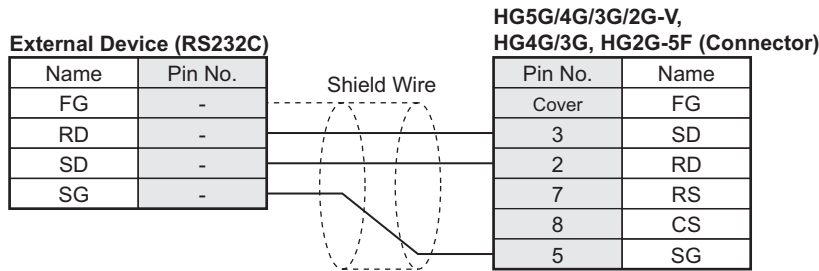 HG5G/4G/3G/2G-V,
External Device (RS232C) HG4G/3G, HG2G-5F (Connector)
Name Pin No. Shield Wire Pin No. Name
FG - Cover FG
RD - 3 SD
SD - 2 RD
SG - 7 RS
8 CS
5 SG